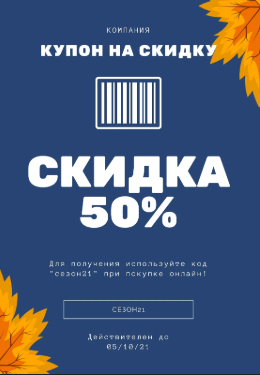 КОМПАНИЯ
КУПОН НА СКИДКУ
СКИДКА
50%
Для получения используйте код
"сезон21" при покупке онлайн!
СЕЗОН21
Действителен до
05/10/21